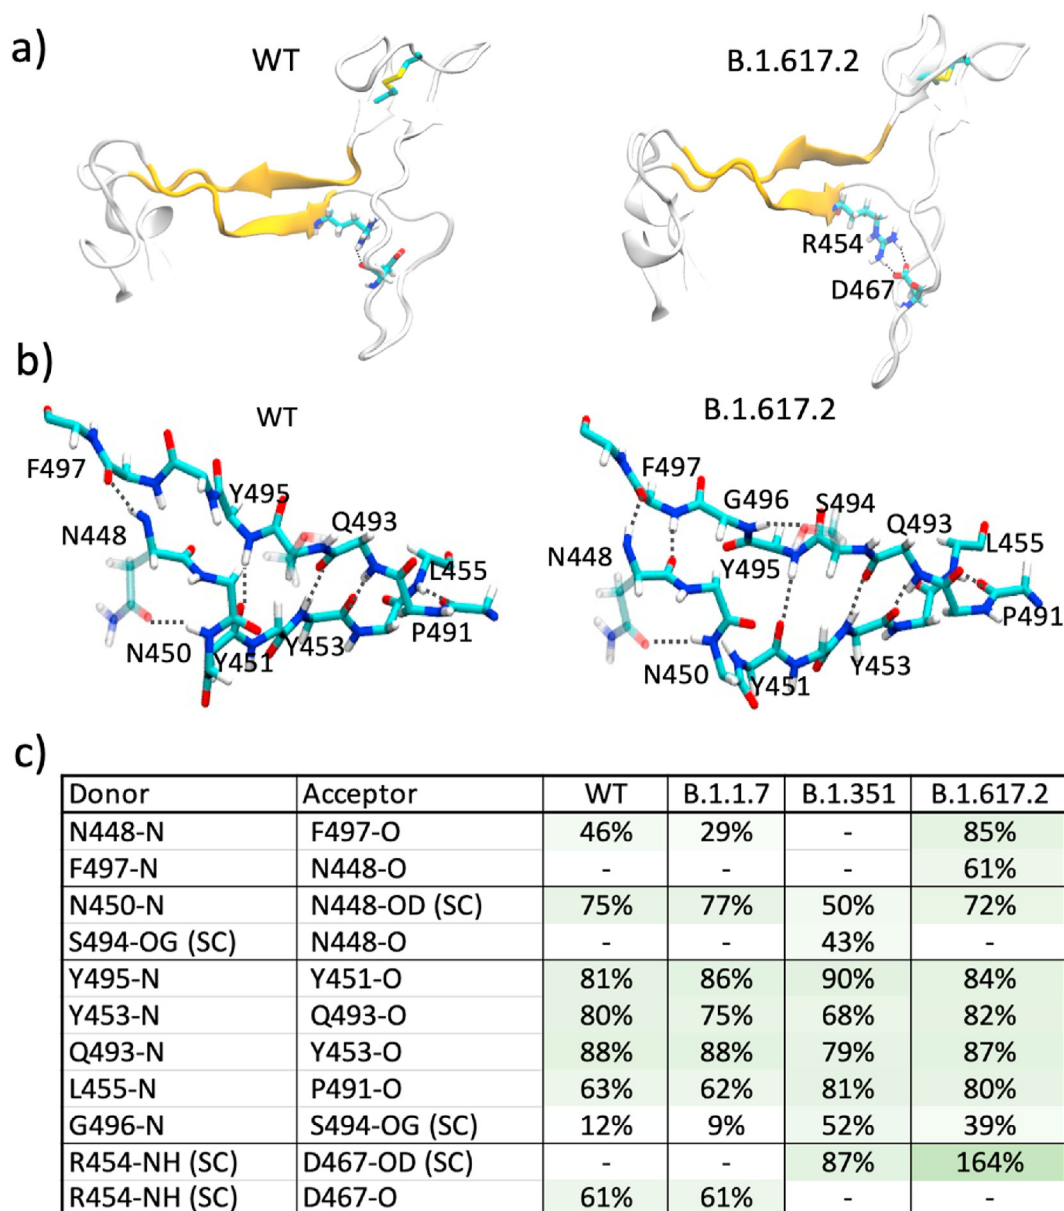 a)
WT
B.1.617.2
R454
D467
b)
WT
B.1.617.2
F497
Y495
N448
Q493
L455
N450
Y451
Y453
P491
F497
G496
S494
Q493
N448
Y495
L455
P491
N450
Y451
Y453
c)
Donor Acceptor WT B.1.1.7 B.1.351 B.1.617.2
N448-N F497-O 46% 29% - 85%
F497-N N448-O - - - 61%
N450-N N448-OD (SC) 75% 77% 50% 72%
S494-OG (SC) N448-O - - 43% -
Y495-N Y451-O 81% 86% 90% 84%
Y453-N Q493-O 80% 75% 68% 82%
Q493-N Y453-O 88% 88% 79% 87%
L455-N P491-O 63% 62% 81% 80%
G496-N S494-OG (SC) 12% 9% 52% 39%
R454-NH (SC) D467-OD (SC) - - 87% 164%
R454-NH (SC) D467-O 61% 61% - -